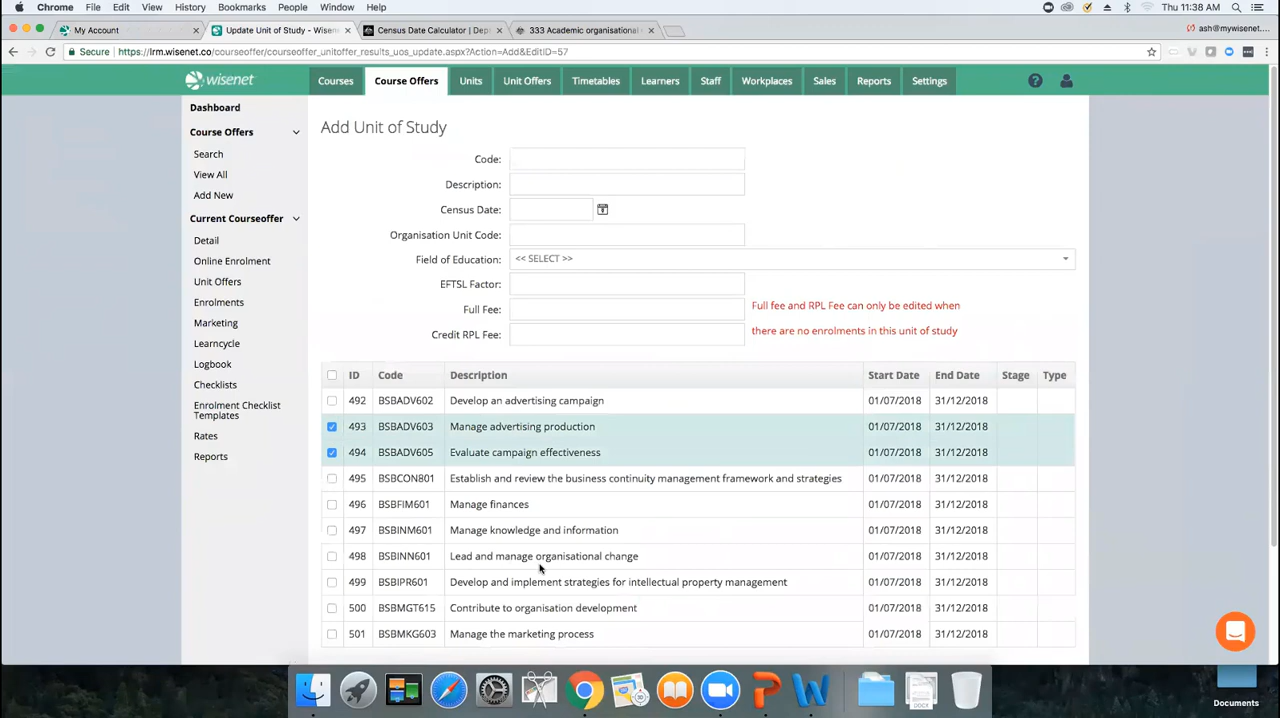 Chrome File Edit View History Bookmarks People Window Help Thu 11:38 AM
My Account Update Unit of Study - Wisenet Census Date Calculator | Dep 333 Academic organisational ash@mywisenet....
Secure https://lrm.wisenet.co/courseoffer/courseoffer_unitoffer_results_uos_update.aspx?Action=Add&EditID=57
wisenet Courses Course Offers Units Unit Offers Timetables Learners Staff Workplaces Sales Reports Settings
Dashboard
Course Offers
Search
View All
Add New
Current Courseoffer
Detail
Online Enrolment
Unit Offers
Enrolments
Marketing
Learncycle
Logbook
Checklists
Enrolment Checklist
Templates
Rates
Reports
Add Unit of Study
Code:
Description:
Census Date:
Organisation Unit Code:
Field of Education: << SELECT >>
EFTSL Factor:
Full Fee: Full fee and RPL Fee can only be edited when
there are no enrolments in this unit of study
Credit RPL Fee:
ID Code Description Start Date End Date Stage Type
492 BSBADV602 Develop an advertising campaign 01/07/2018 31/12/2018
493 BSBADV603 Manage advertising production 01/07/2018 31/12/2018
494 BSBADV605 Evaluate campaign effectiveness 01/07/2018 31/12/2018
495 BSBCON801 Establish and review the business continuity management framework and strategies 01/07/2018 31/12/2018
496 BSBFIM601 Manage finances 01/07/2018 31/12/2018
497 BSBINM601 Manage knowledge and information 01/07/2018 31/12/2018
498 BSBINN601 Lead and manage organisational change 01/07/2018 31/12/2018
499 BSBIPR601 Develop and implement strategies for intellectual property management 01/07/2018 31/12/2018
500 BSBMGT615 Contribute to organisation development 01/07/2018 31/12/2018
501 BSBMKG603 Manage the marketing process 01/07/2018 31/12/2018
Documents